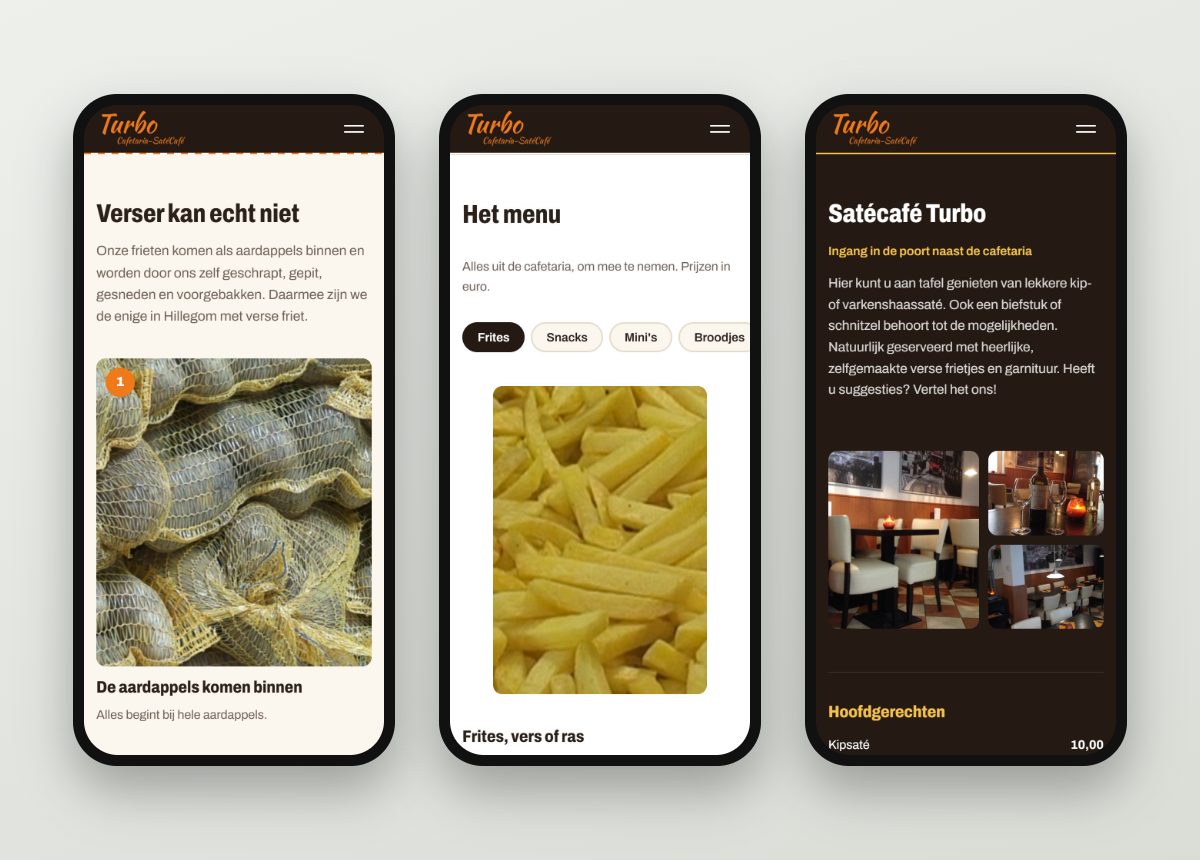 Turbo
Cafetaria-SatéCafé
Verser kan echt niet
Onze frieten komen als aardappels binnen en
worden door ons zelf geschrapt, gepit,
gesneden en voorgebakken. Daarmee zijn we
de enige in Hillegom met verse friet.
1
De aardappels komen binnen
Alles begint bij hele aardappels.
Turbo
Cafetaria-SatéCafé
Het menu
Alles uit de cafetaria, om mee te nemen. Prijzen in
euro.
Frites Snacks Mini's Broodjes
Frites, vers of ras
Turbo
Cafetaria-SatéCafé
Satécafé Turbo
Ingang in de poort naast de cafetaria
Hier kunt u aan tafel genieten van lekkere kip-
of varkenshaassaté. Ook een biefstuk of
schnitzel behoort tot de mogelijkheden.
Natuurlijk geserveerd met heerlijke,
zelfgemaakte verse frietjes en garnituur. Heeft
u suggesties? Vertel het ons!
Hoofdgerechten
Kipsaté 10,00